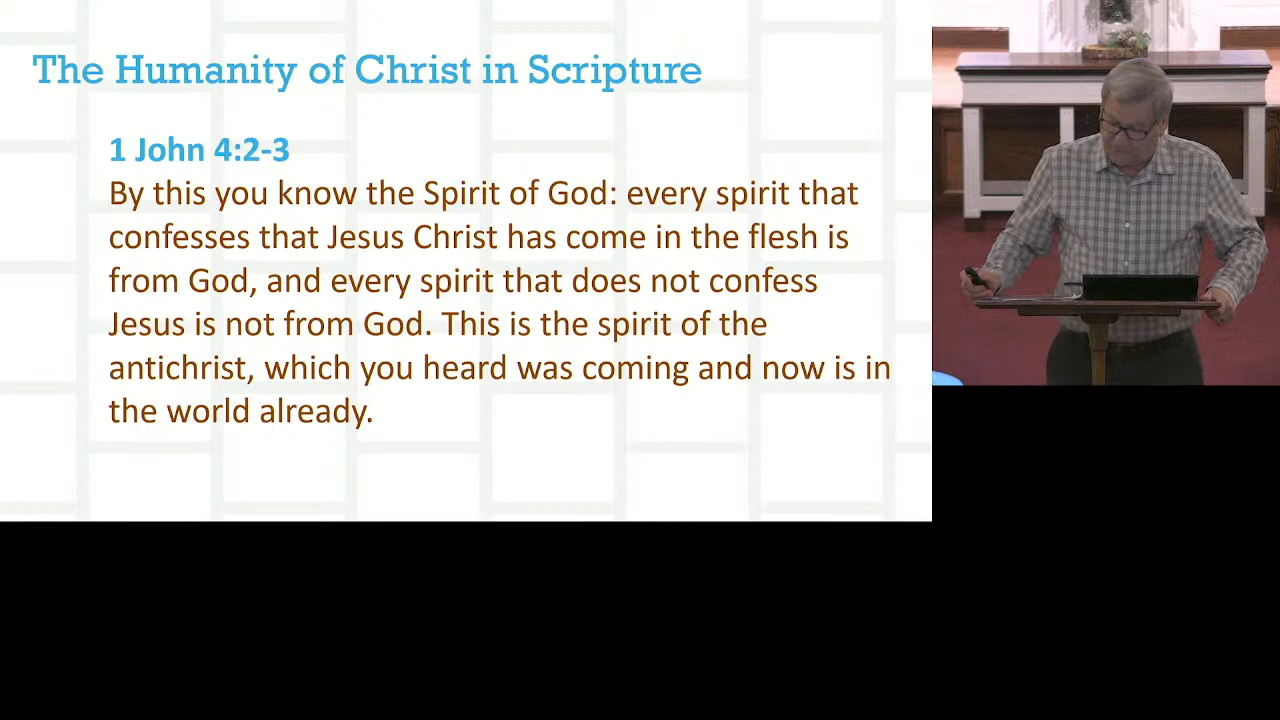 The Humanity of Christ in Scripture
1 John 4:2-3
By this you know the Spirit of God: every spirit that
confesses that Jesus Christ has come in the flesh is
from God, and every spirit that does not confess
Jesus is not from God. This is the spirit of the
antichrist, which you heard was coming and now is in
the world already.